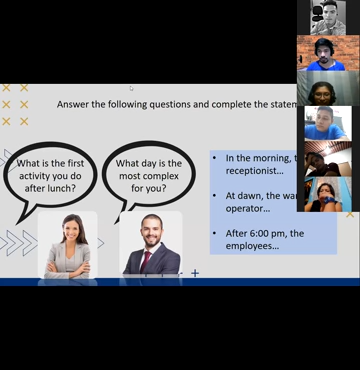 Answer the following questions and complete the
What is the first
activity you do
after lunch?
What day is the
most complex
for you?
• In the morning,
receptionist...
• At dawn, the
operator...
• After 6:00 pm, the
employees...